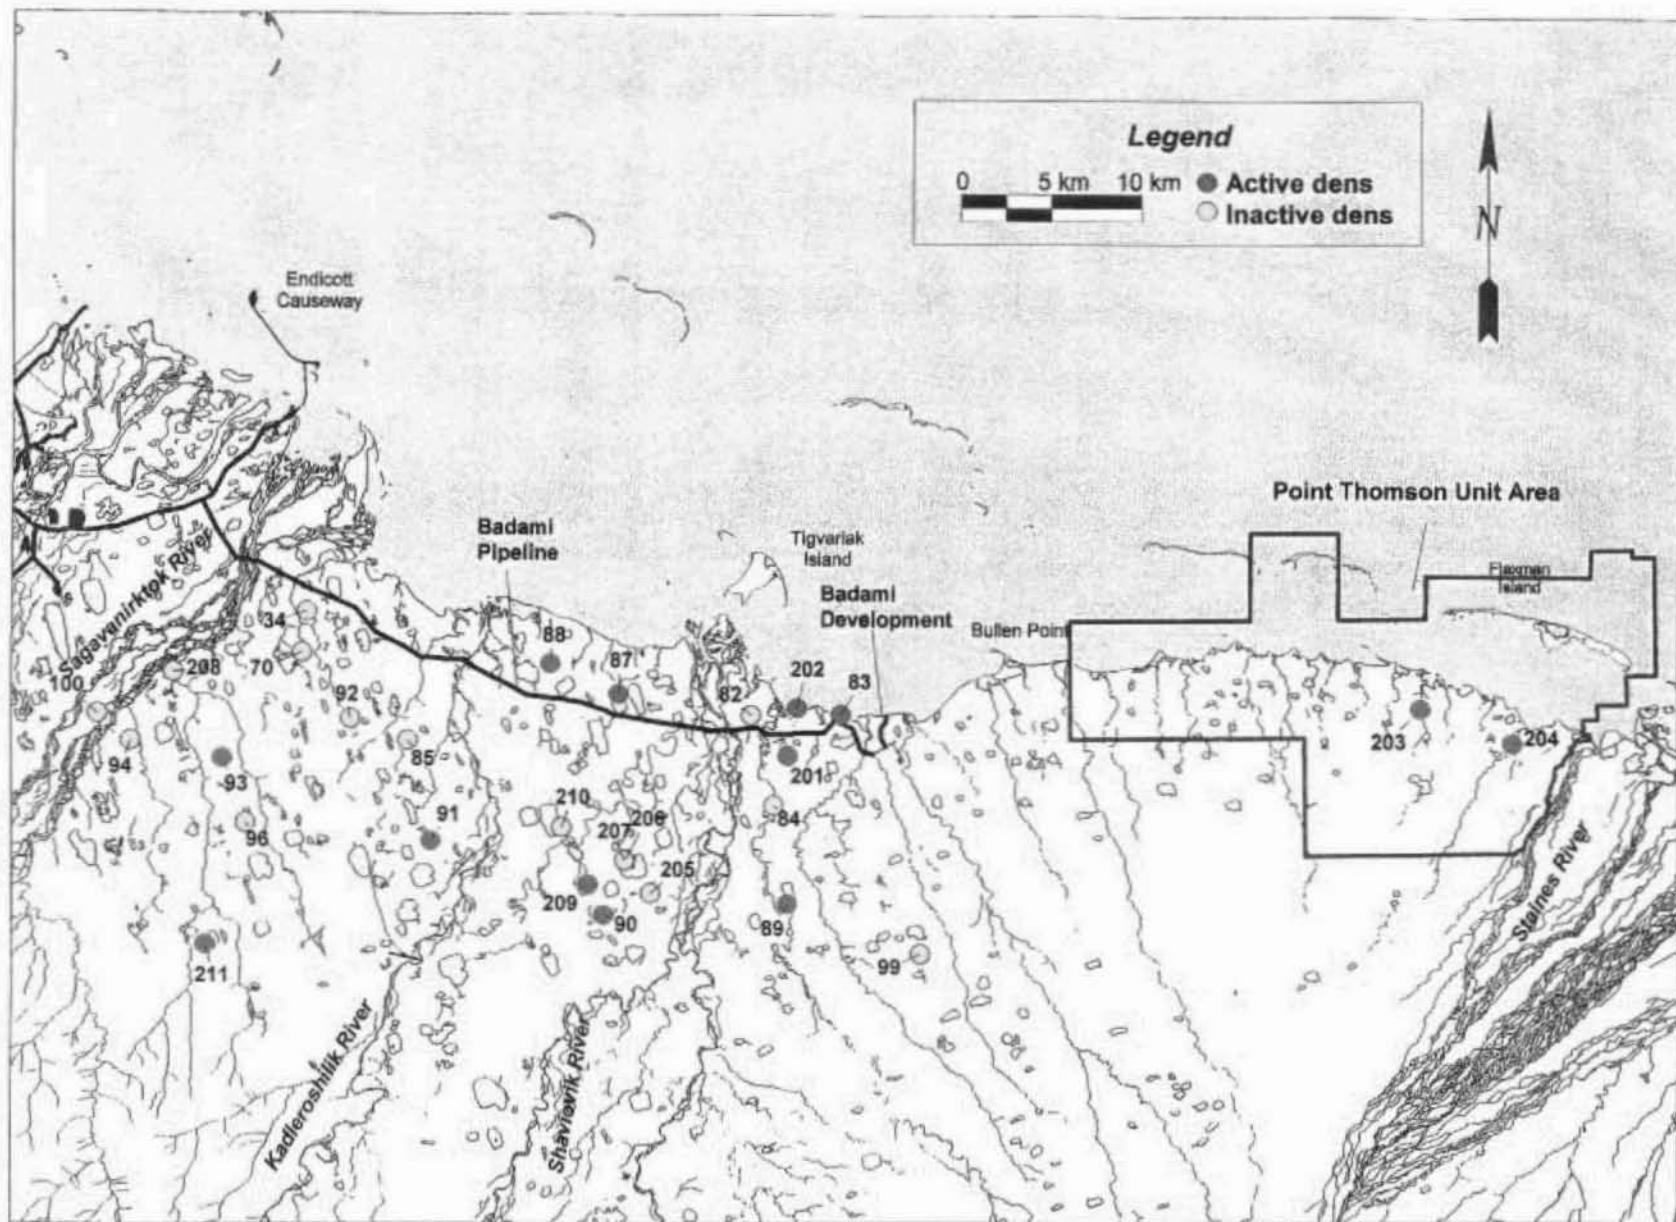 Legend
0 5 km 10 km
Active dens
Inactive dens
N
Endicott
Causeway
Point Thomson Unit Area
Badami
Pipeline
Tigvariak
Island
Badami
Development
Flaxman
Island
Bullen Point
Sagavanirktok River
34
88
87
202
83
100
208
70
82
92
203
204
94
93
85
201
91
210
206
84
96
207
205
209
90
89
211
99
Staines River
Kadleroshilik River
Shaviovik River